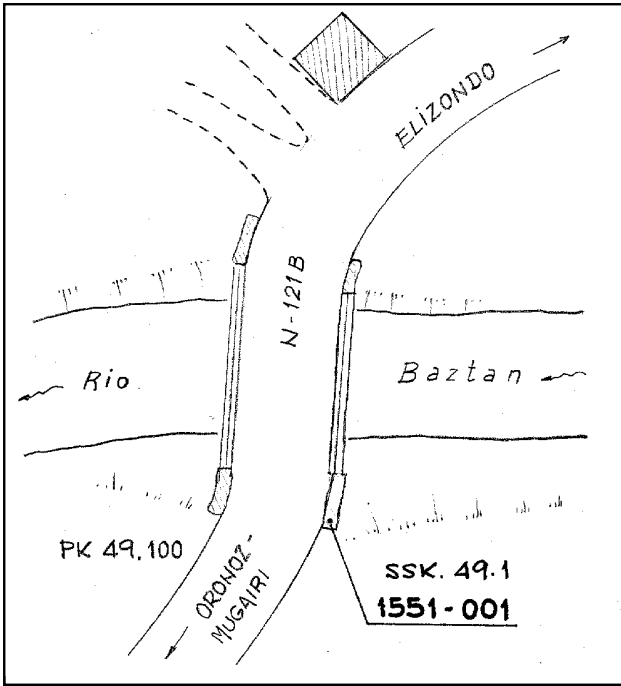 ELIZONDO
N-121B
Rio
Baztan
PK 49.100
ORONOZ-
MUGAIRI
SSK. 49.1
1551-001